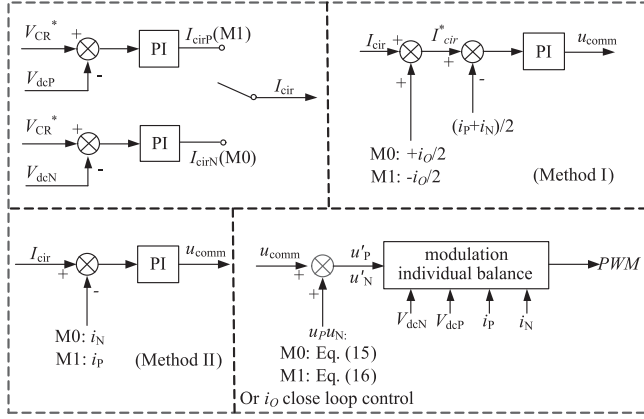 V_CR* + - PI I_cirP(M1)
V_dcP
I_cir
V_CR* + - PI I_cirN(M0)
V_dcN
I_cir + + I*_cir + - PI u_comm
(i_P+i_N)/2
M0: +i_O/2
M1: -i_O/2
(Method I)
I_cir + - PI u_comm
M0: i_N
M1: i_P
(Method II)
u_comm + + u'_P
u'_N
modulation
individual balance
PWM
V_dcN V_dcP i_P i_N
u_P u_N:
M0: Eq. (15)
M1: Eq. (16)
Or i_O close loop control